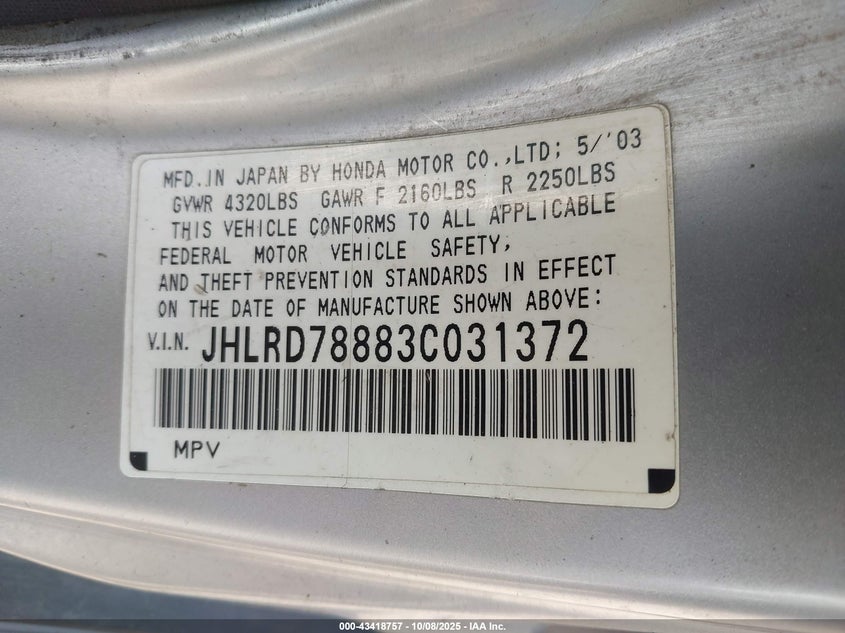 MFD.IN JAPAN BY HONDA MOTOR CO.,LTD; 5/'03
GVWR 4320LBS GAWR F 2160LBS R 2250LBS
THIS VEHICLE CONFORMS TO ALL APPLICABLE
FEDERAL MOTOR VEHICLE SAFETY,
AND THEFT PREVENTION STANDARDS IN EFFECT
ON THE DATE OF MANUFACTURE SHOWN ABOVE:
V.I.N. JHLRD78883C031372
MPV
000-43418757 - 10/08/2025 - IAA Inc.